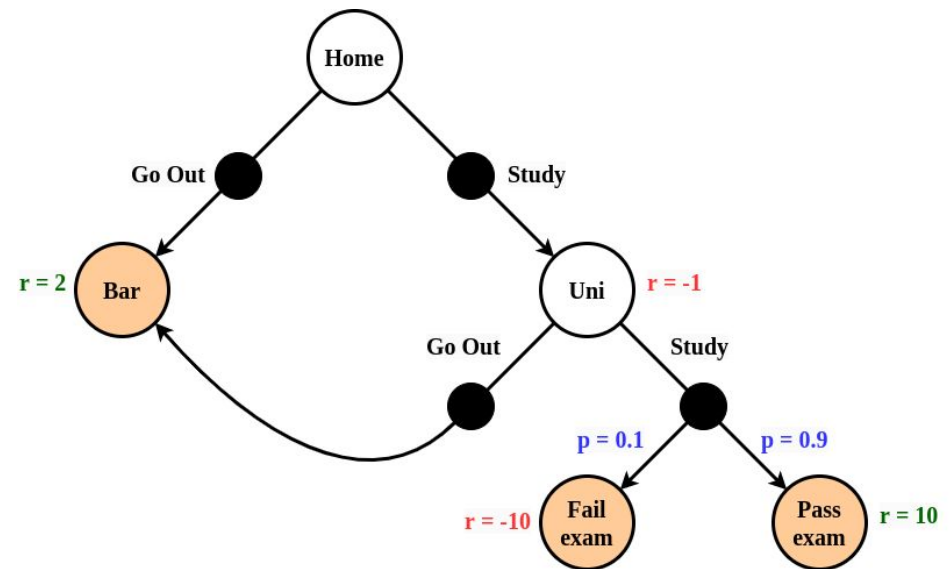 Home
Go Out
Study
r = 2
Bar
Uni
r = -1
Go Out
Study
p = 0.1
p = 0.9
r = -10
Fail
exam
Pass
exam
r = 10